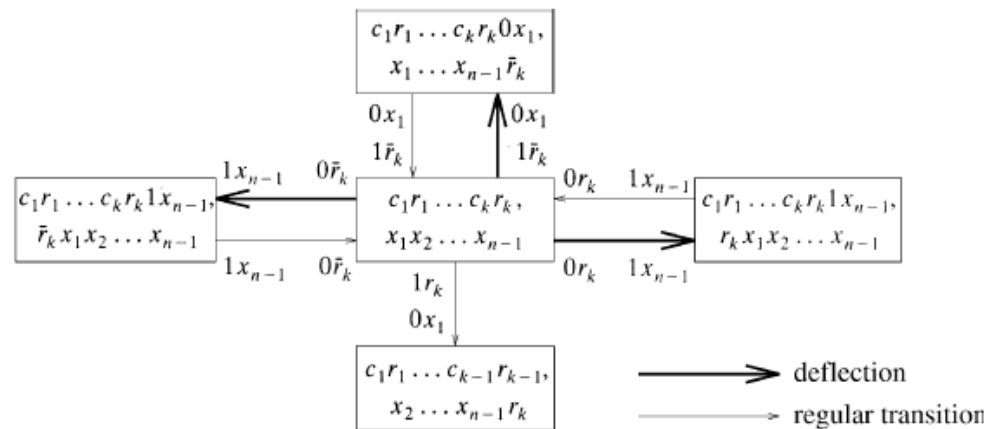 c₁r₁ … cₖrₖ0x₁,
x₁ … xₙ₋₁r̄ₖ
0x₁ 0x₁
1r̄ₖ 1r̄ₖ
1xₙ₋₁ 0r̄ₖ 0rₖ 1xₙ₋₁
c₁r₁ … cₖrₖ1xₙ₋₁, c₁r₁ … cₖrₖ, c₁r₁ … cₖrₖ1xₙ₋₁,
r̄ₖx₁x₂ … xₙ₋₁ x₁x₂ … xₙ₋₁ rₖx₁x₂ … xₙ₋₁
1xₙ₋₁ 0r̄ₖ 1rₖ 0rₖ 1xₙ₋₁
0x₁
c₁r₁ … cₖ₋₁rₖ₋₁,
x₂ … xₙ₋₁rₖ
deflection
regular transition